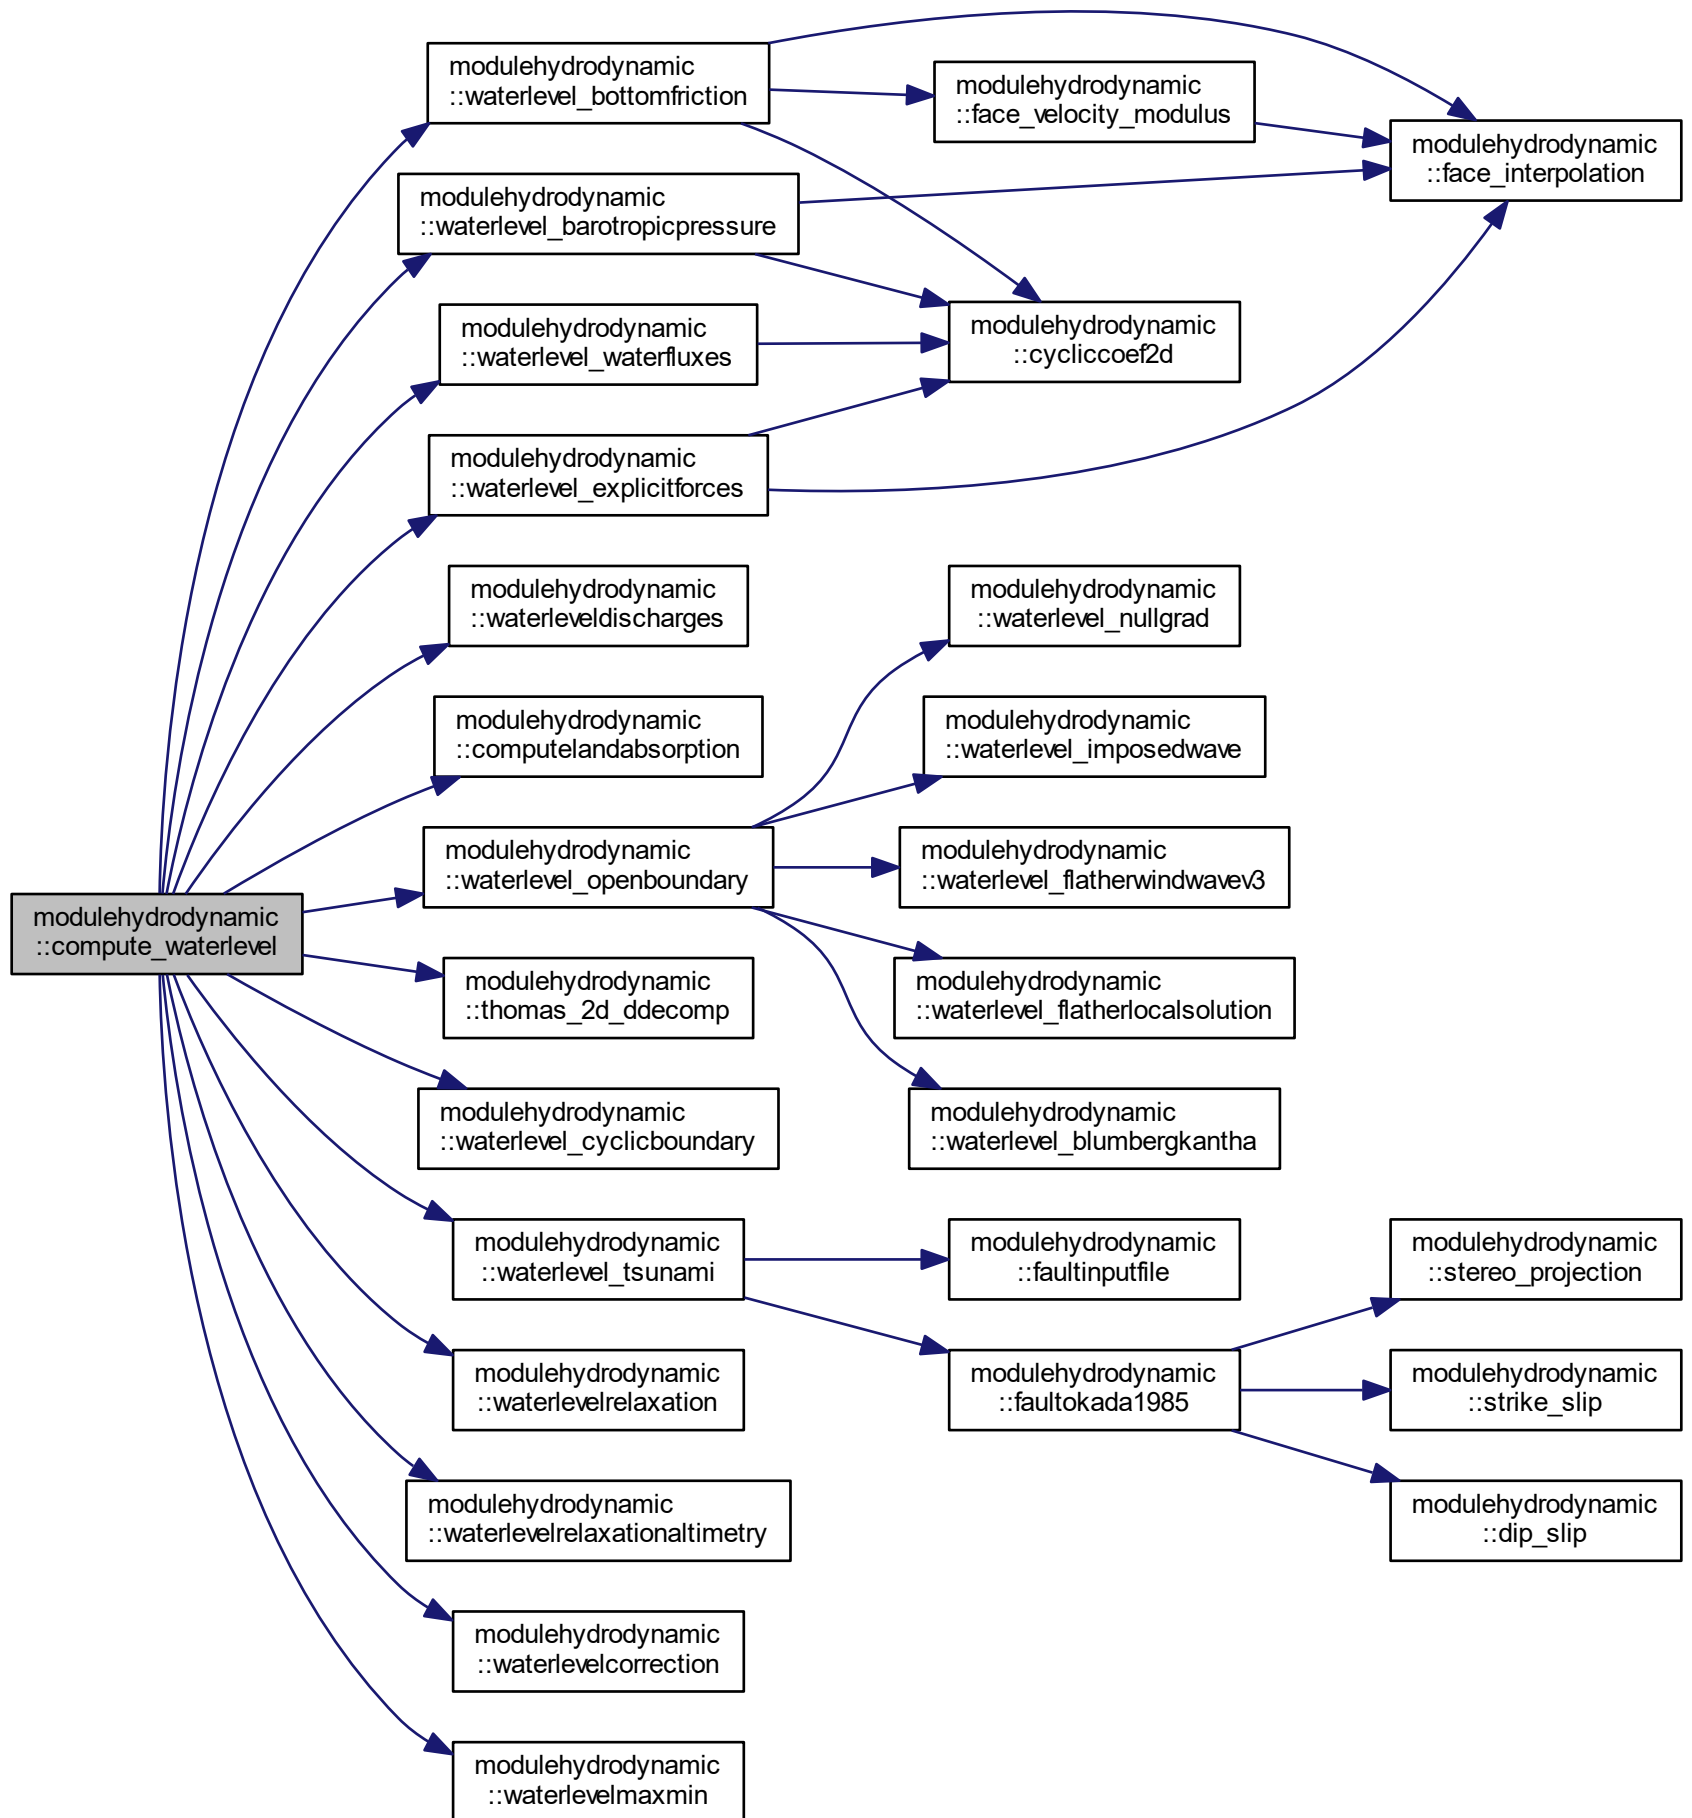 modulehydrodynamic
::waterlevel_bottomfriction
modulehydrodynamic
::face_velocity_modulus
modulehydrodynamic
::face_interpolation
modulehydrodynamic
::waterlevel_barotropicpressure
modulehydrodynamic
::waterlevel_waterfluxes
modulehydrodynamic
::cycliccoef2d
modulehydrodynamic
::waterlevel_explicitforces
modulehydrodynamic
::waterleveldischarges
modulehydrodynamic
::waterlevel_nullgrad
modulehydrodynamic
::computelandabsorption
modulehydrodynamic
::waterlevel_imposedwave
modulehydrodynamic
::waterlevel_openboundary
modulehydrodynamic
::waterlevel_flatherwindwavev3
modulehydrodynamic
::compute_waterlevel
modulehydrodynamic
::thomas_2d_ddecomp
modulehydrodynamic
::waterlevel_flatherlocalsolution
modulehydrodynamic
::waterlevel_cyclicboundary
modulehydrodynamic
::waterlevel_blumbergkantha
modulehydrodynamic
::waterlevel_tsunami
modulehydrodynamic
::faultinputfile
modulehydrodynamic
::stereo_projection
modulehydrodynamic
::waterlevelrelaxation
modulehydrodynamic
::faultokada1985
modulehydrodynamic
::strike_slip
modulehydrodynamic
::waterlevelrelaxationaltimetry
modulehydrodynamic
::dip_slip
modulehydrodynamic
::waterlevelcorrection
modulehydrodynamic
::waterlevelmaxmin